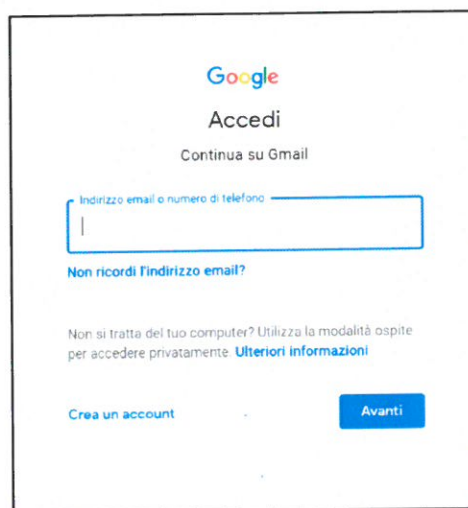 Google
Accedi
Continua su Gmail
Indirizzo email o numero di telefono
Non ricordi l'indirizzo email?
Non si tratta del tuo computer? Utilizza la modalità ospite
per accedere privatamente. Ulteriori informazioni
Crea un account
Avanti